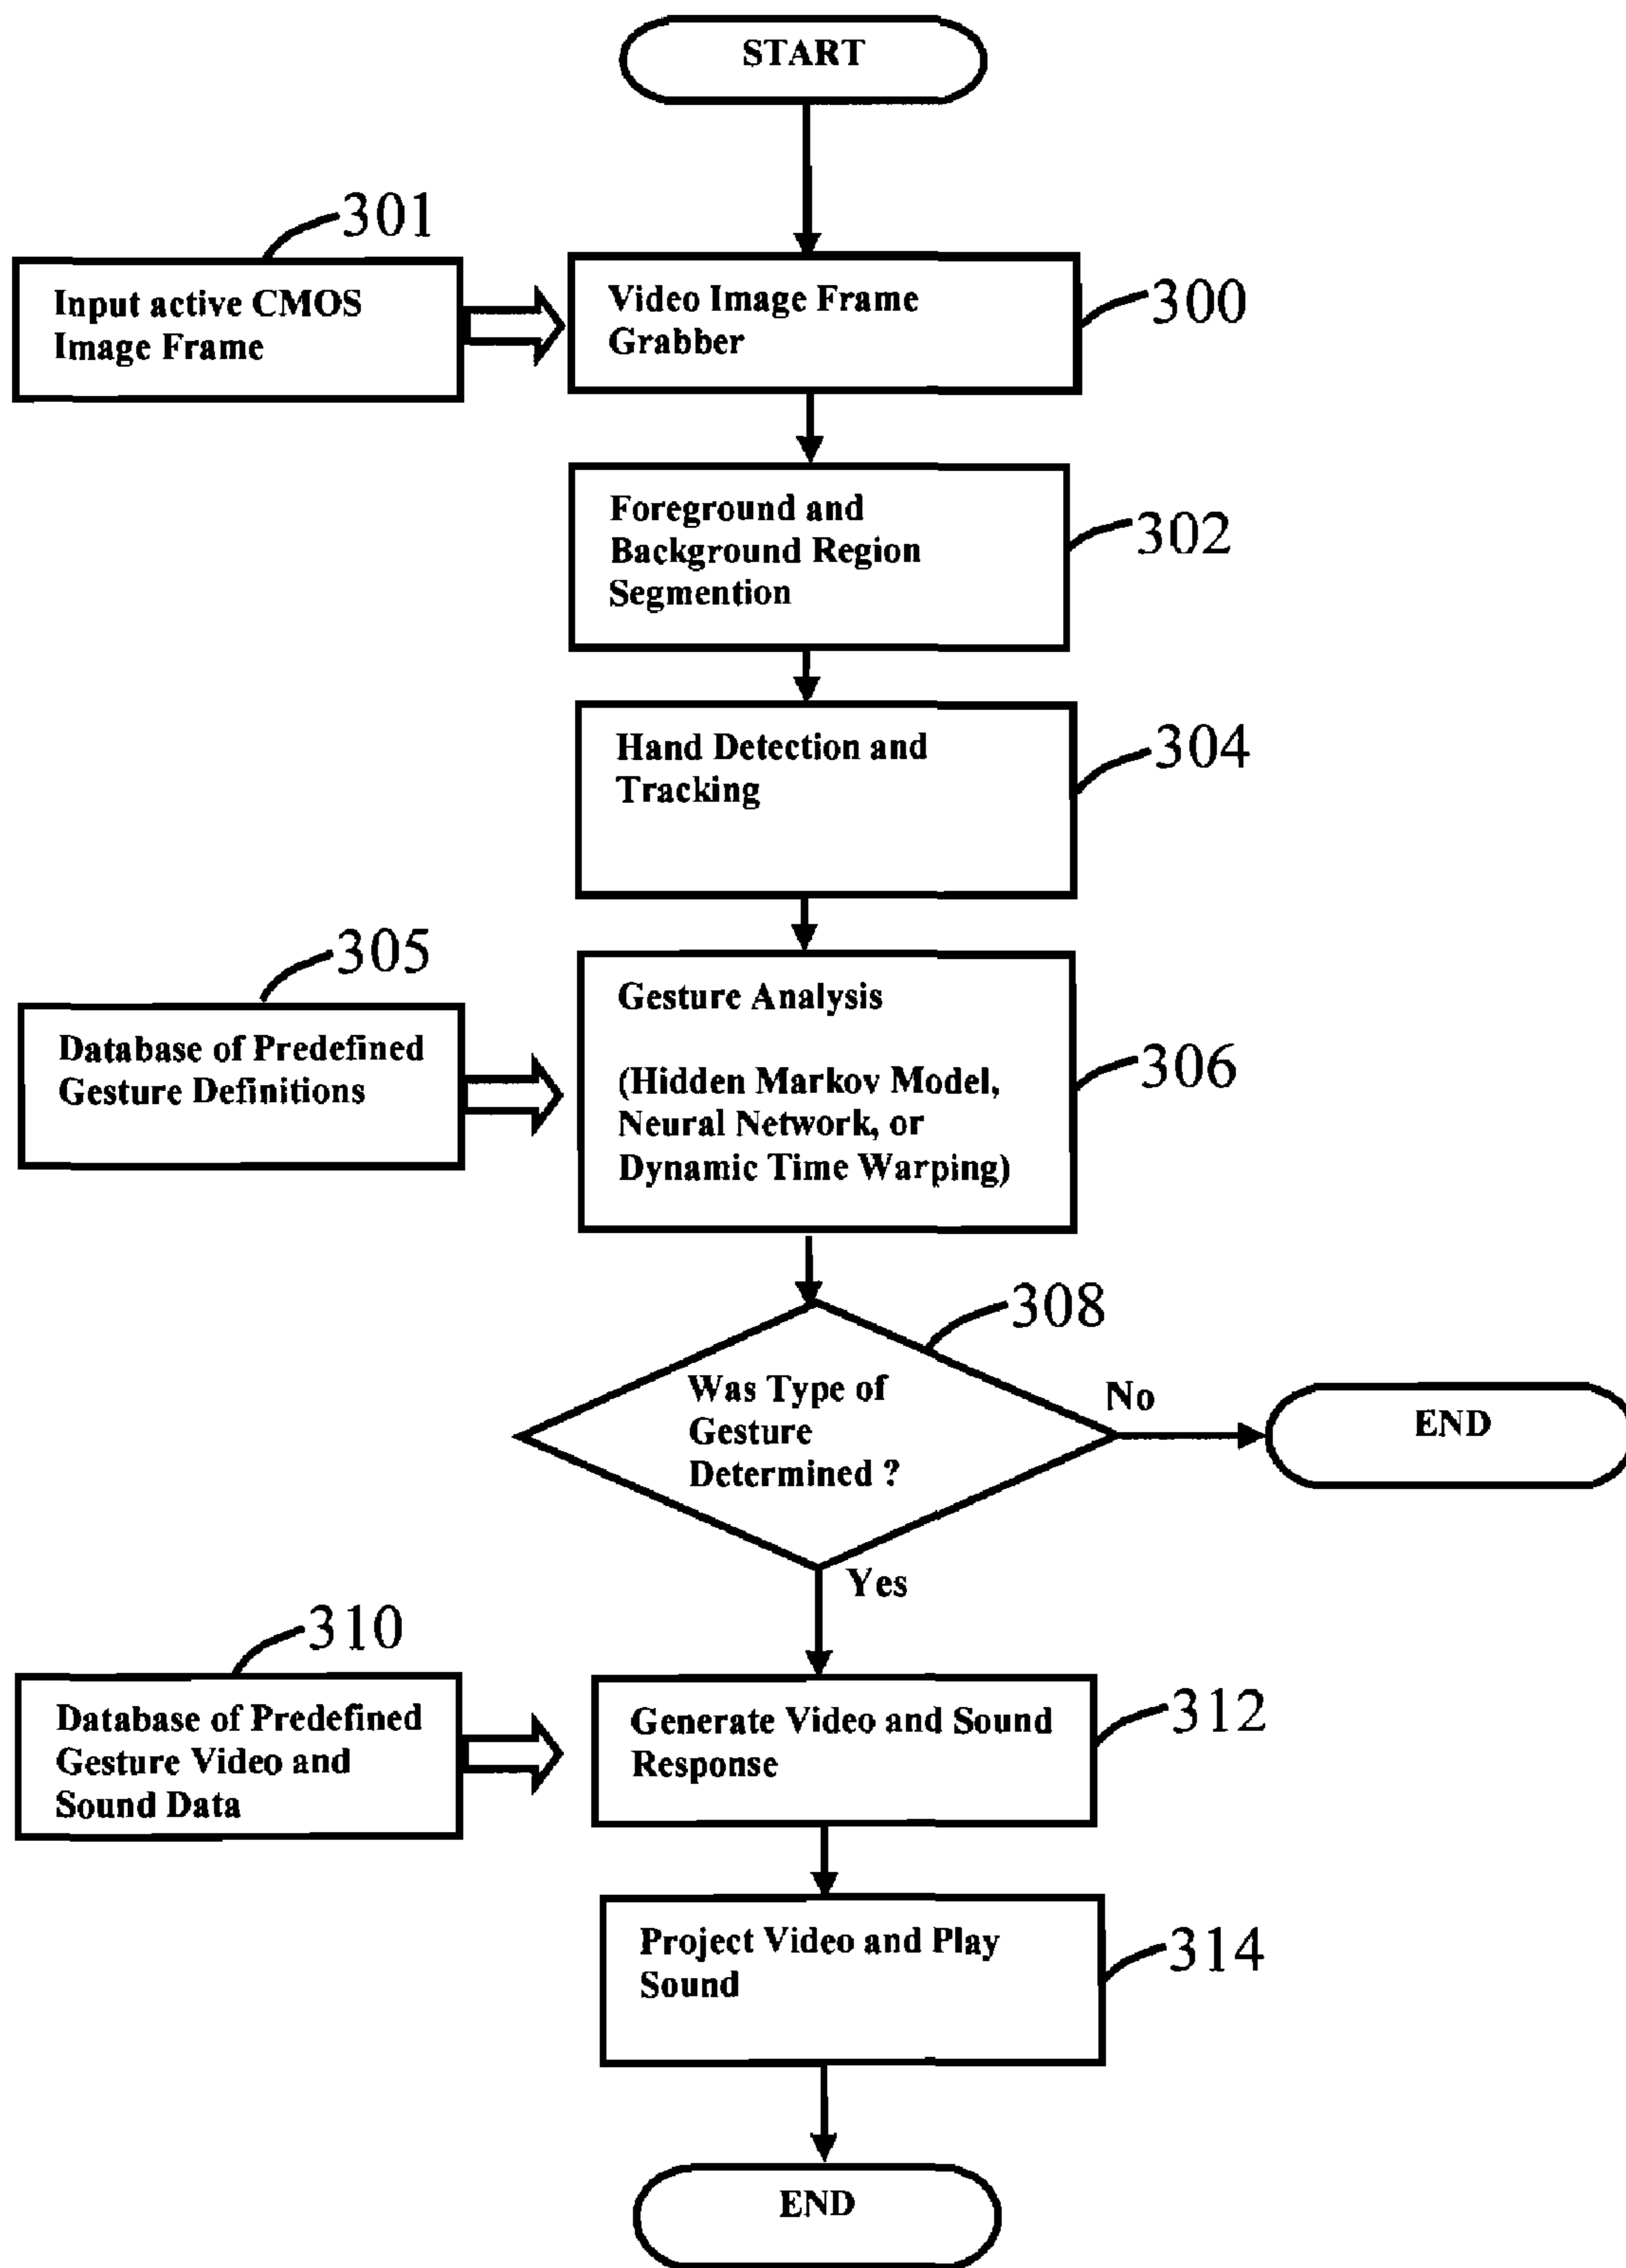 START
301
Input active CMOS
Image Frame
Video Image Frame
Grabber
300
Foreground and
Background Region
Segmention
302
Hand Detection and
Tracking
304
305
Database of Predefined
Gesture Definitions
Gesture Analysis
(Hidden Markov Model,
Neural Network, or
Dynamic Time Warping)
306
308
Was Type of
Gesture
Determined ?
No
END
Yes
310
Database of Predefined
Gesture Video and
Sound Data
Generate Video and Sound
Response
312
Project Video and Play
Sound
314
END